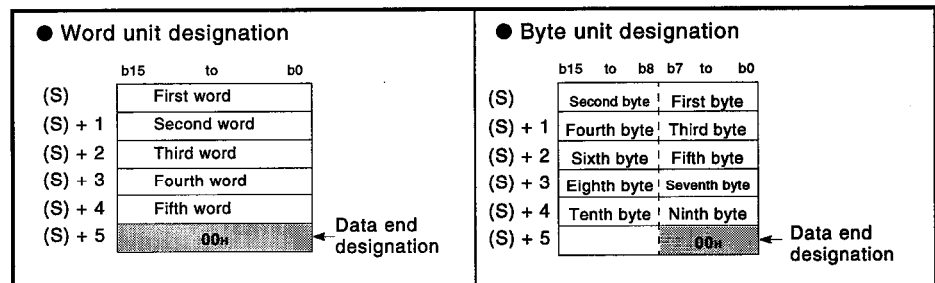 ● Word unit designation
b15 to b0
(S) First word
(S) + 1 Second word
(S) + 2 Third word
(S) + 3 Fourth word
(S) + 4 Fifth word
(S) + 5 00H
Data end
designation
● Byte unit designation
b15 to b8 b7 to b0
(S) Second byte First byte
(S) + 1 Fourth byte Third byte
(S) + 2 Sixth byte Fifth byte
(S) + 3 Eighth byte Seventh byte
(S) + 4 Tenth byte Ninth byte
(S) + 5 00H
Data end
designation